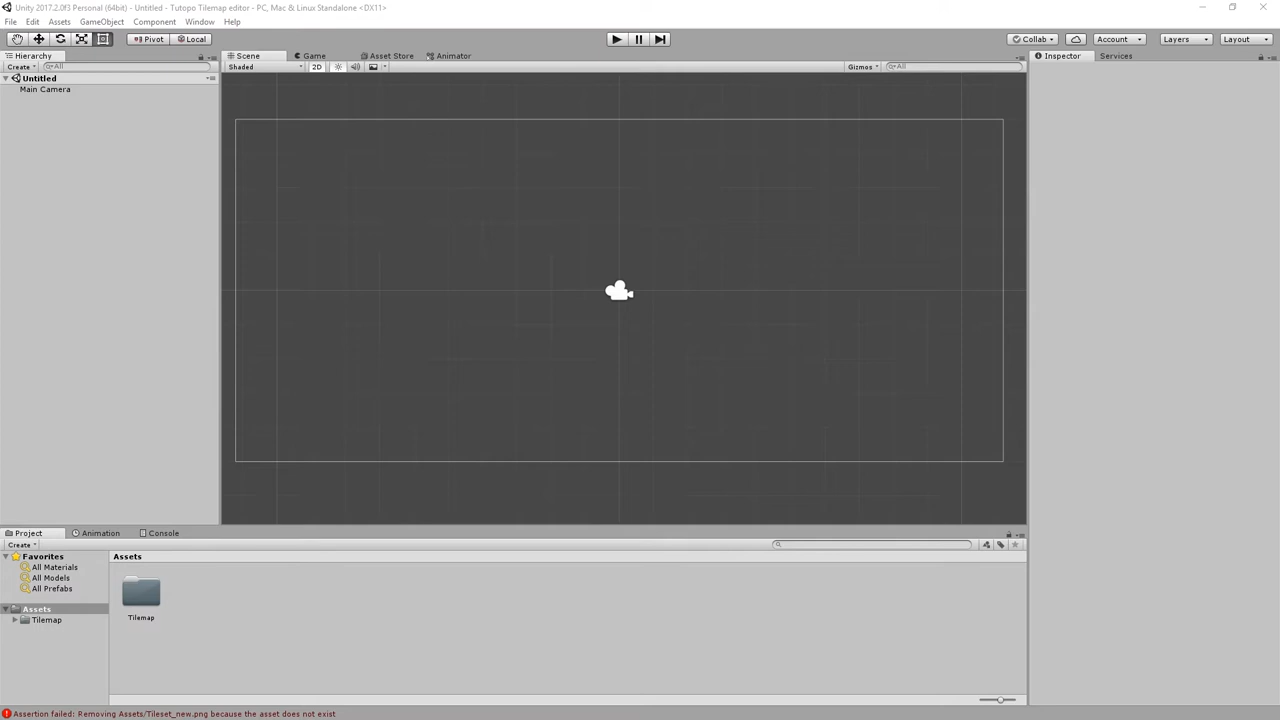 Unity 2017.2.0f3 Personal (64bit) - Untitled - Tutopo Tilemap editor - PC, Mac & Linux Standalone <DX11>
File Edit Assets GameObject Component Window Help
Pivot Local Collab Account Layers Layout
Hierarchy Scene Game Asset Store Animator Inspector Services
Create All Shaded 2D Gizmos All
Untitled
Main Camera
Project Animation Console
Create
Favorites Assets
All Materials
All Models
All Prefabs
Assets
Tilemap Tilemap
Assertion failed: Removing Assets/Tileset_new.png because the asset does not exist